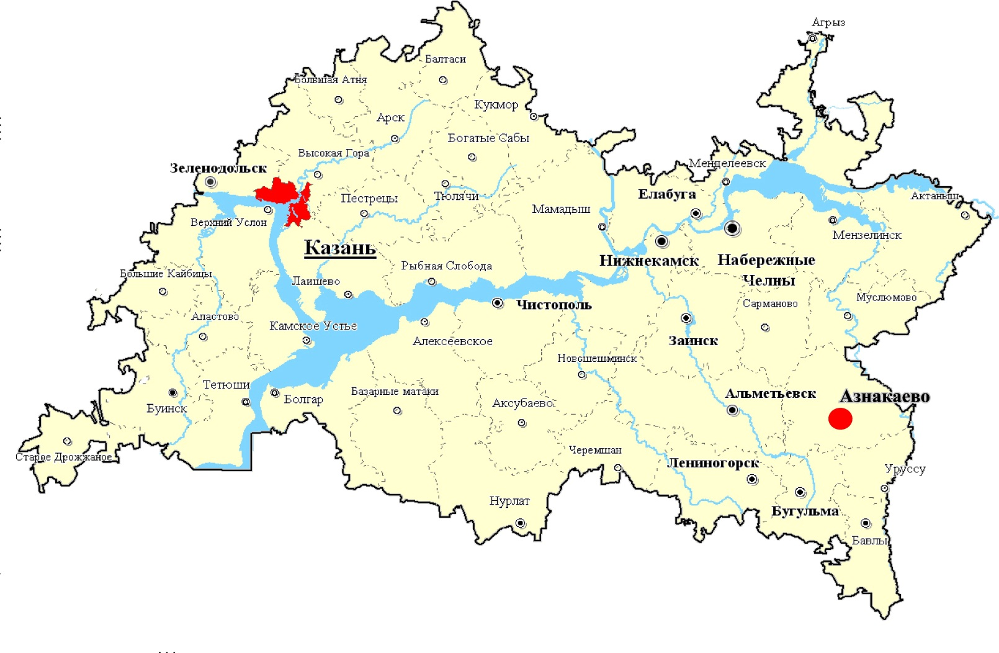 Агрыз
Балтаси
Большая Атня
Кукмор
Арск
Богатые Сабы
Высокая Гора
Менделеевск
Зеленодольск
Елабуга
Тюлячи
Актаныш
Пестрецы
Мамадыш
Верхний Услон
Мензелинск
Казань
Нижнекамск
Набережные
Челны
Рыбная Слобода
Большие Кайбицы
Лаишево
Муслюмово
Чистополь
Сарманово
Апастово
Камское Устье
Алексеевское
Заинск
Новошешминск
Тетюши
Базарные матаки
Альметьевск
Азнакаево
Болгар
Аксубаево
Буинск
Черемшан
Старое Дрожжаное
Лениногорск
Уруссу
Нурлат
Бугульма
Бавлы